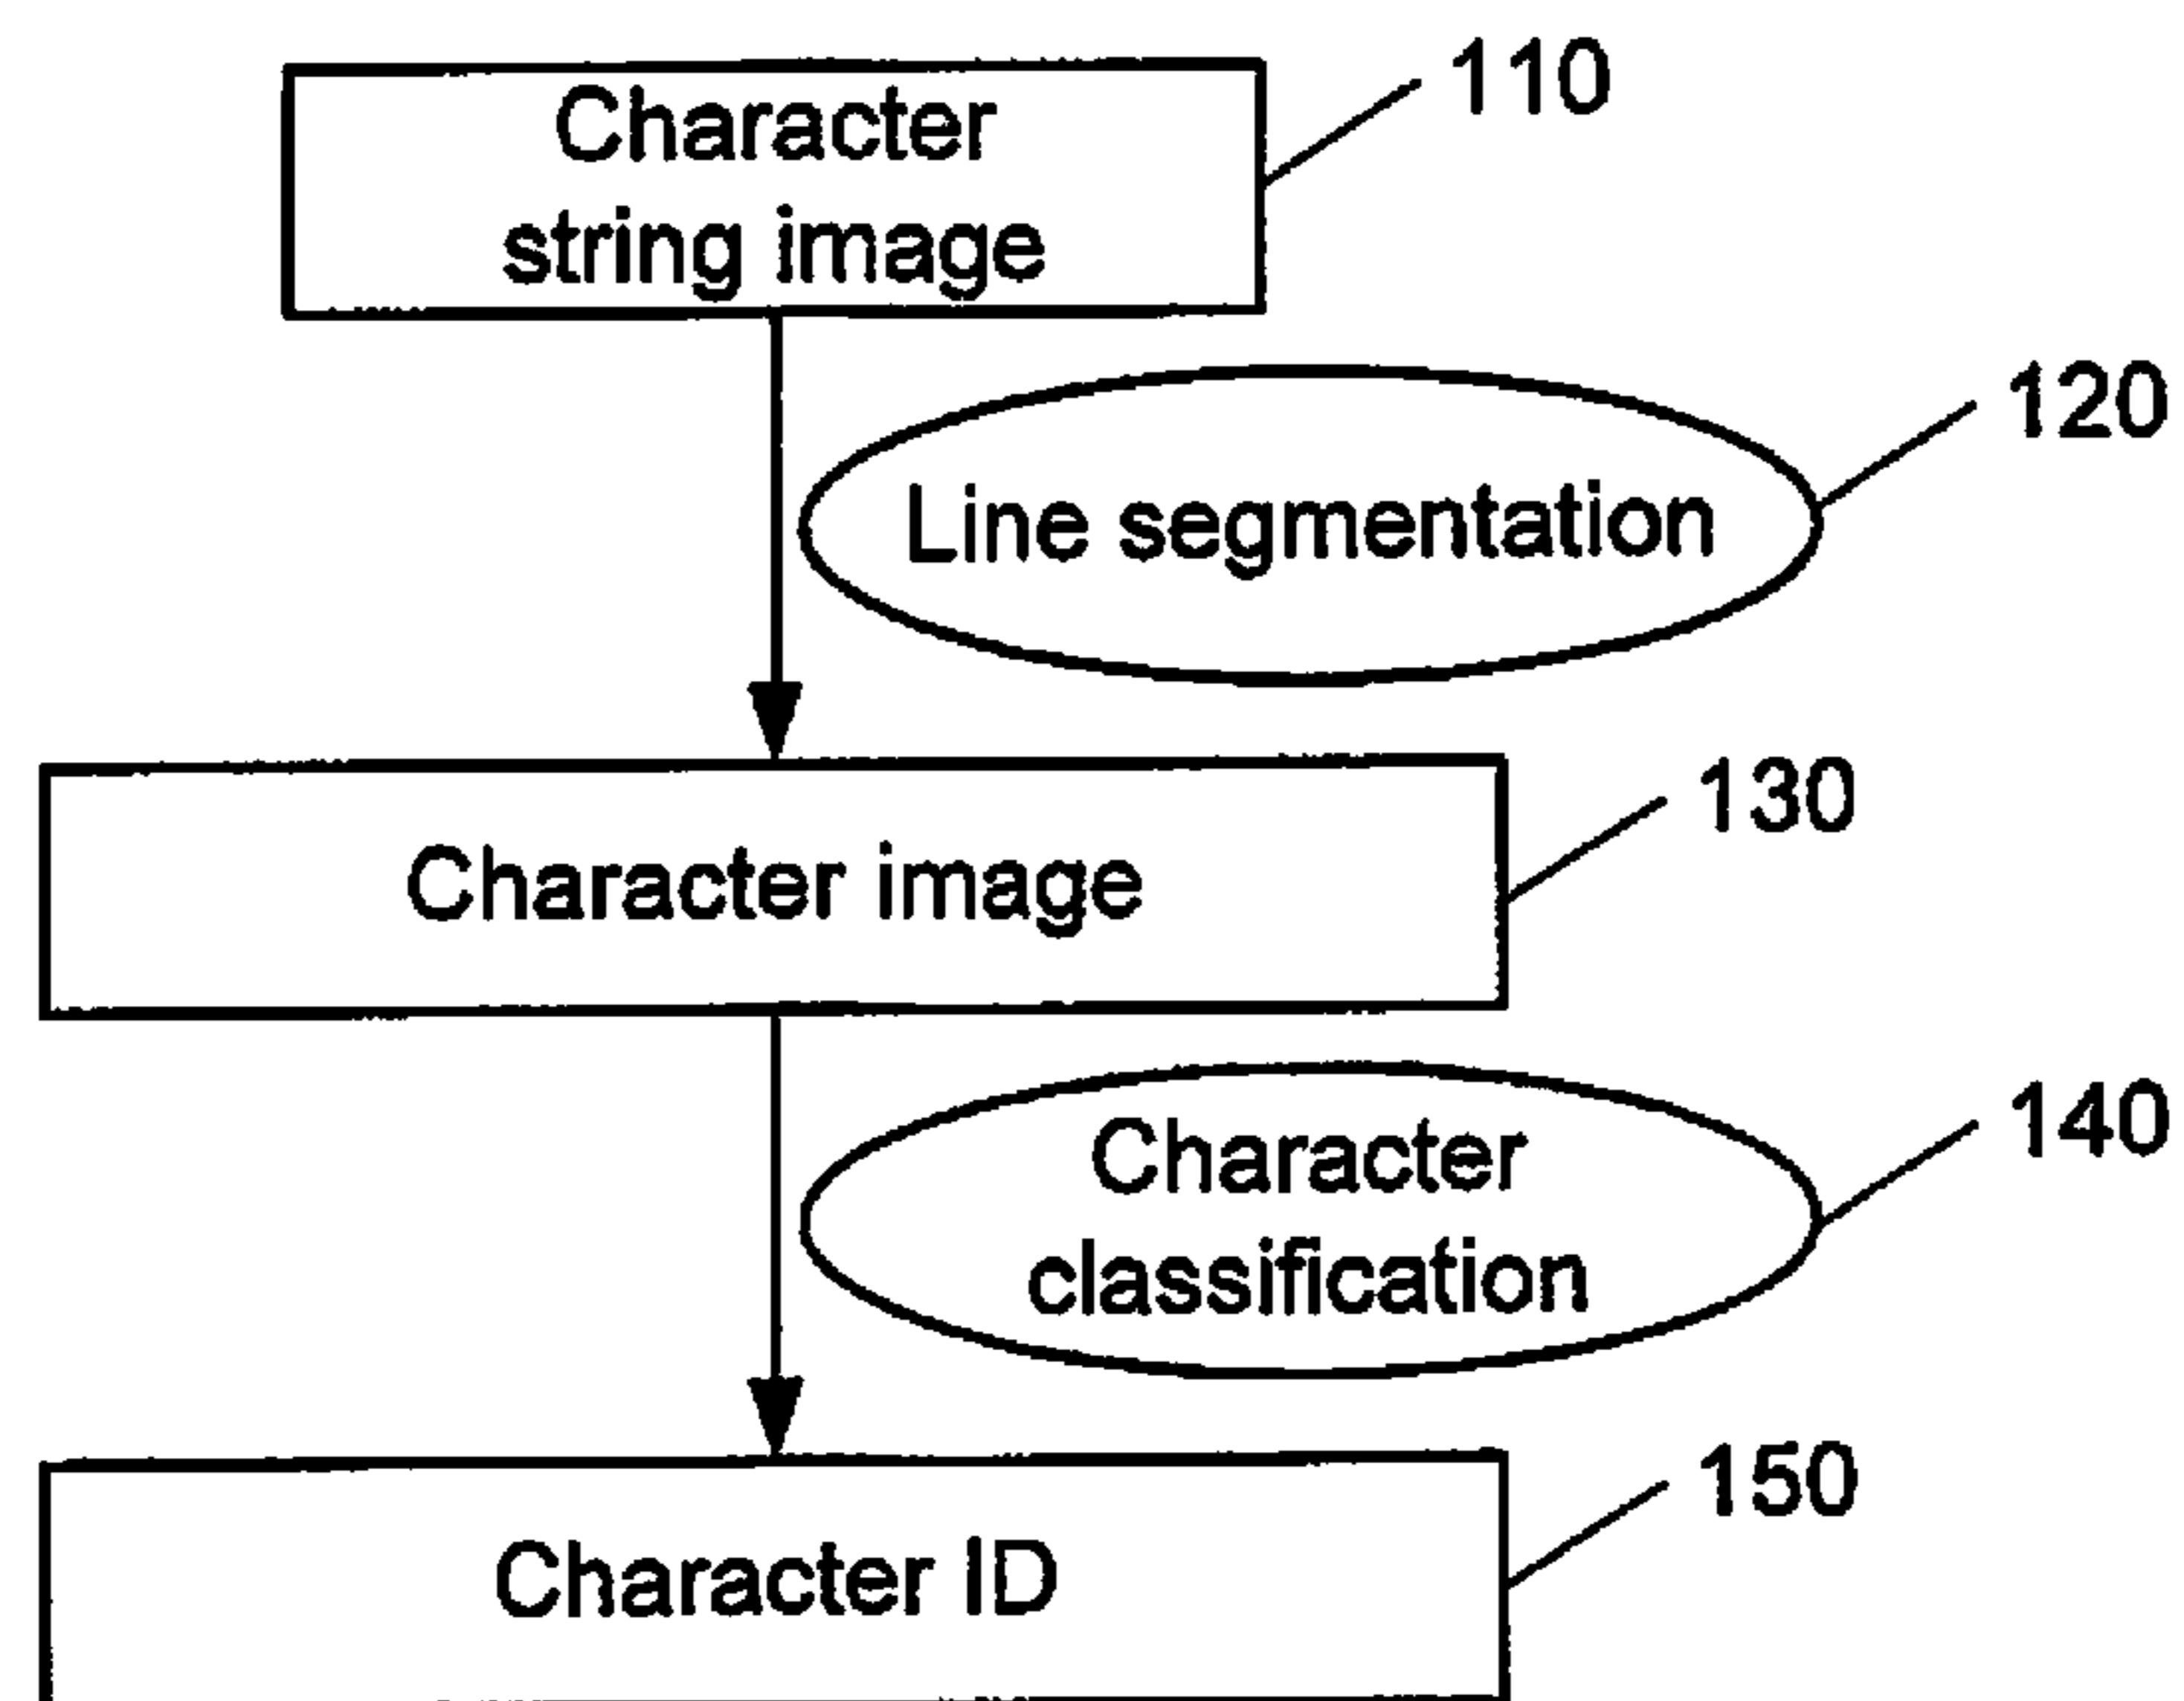 110
Character
string image
120
Line segmentation
130
Character image
140
Character
classification
150
Character ID